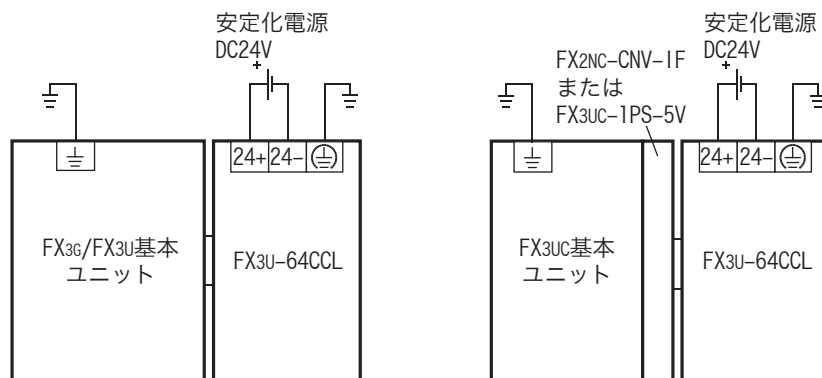 安定化電源
DC24V
+
24+ 24– 
FX3G/FX3U基本
ユニット
FX3U–64CCL
FX2NC–CNV–IF
または
FX3UC–1PS–5V
安定化電源
DC24V
+
24+ 24– 
FX3UC基本
ユニット
FX3U–64CCL